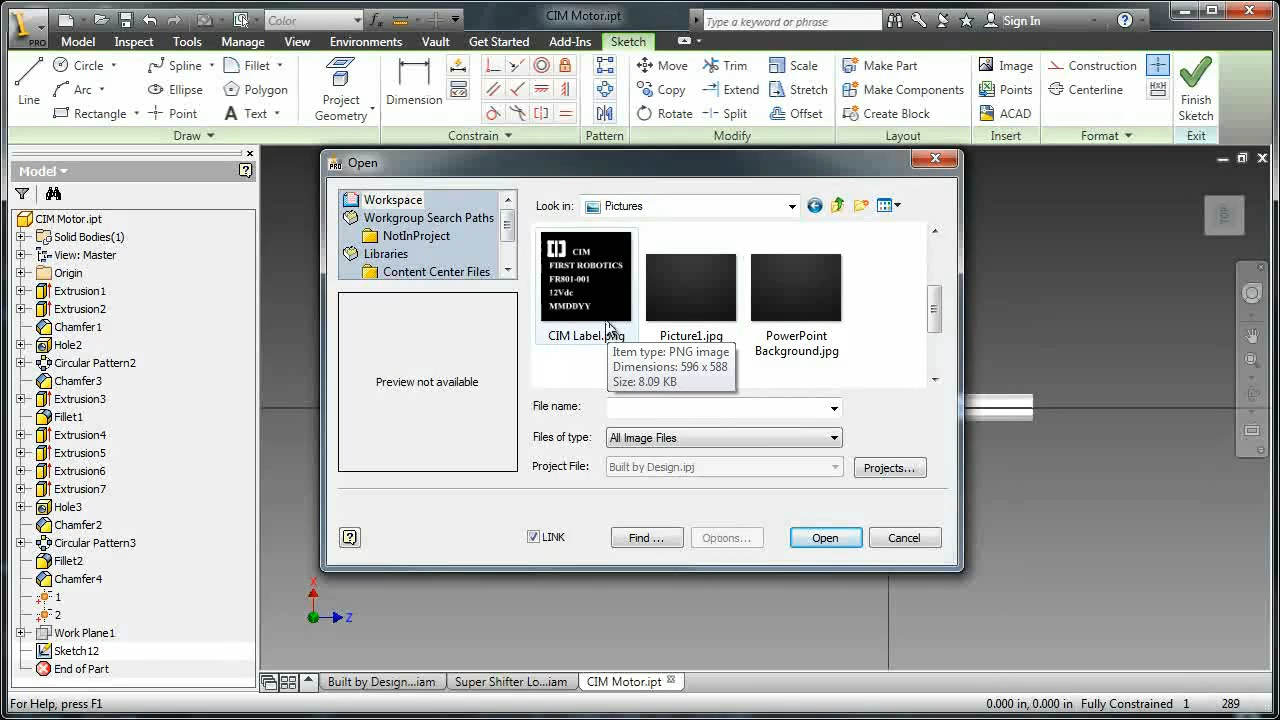 CIM Motor.ipt
Color
Type a keyword or phrase
Sign In
PRO
Model Inspect Tools Manage View Environments Vault Get Started Add-Ins Sketch
Line
Circle
Arc
Rectangle
Spline
Ellipse
Point
Fillet
Polygon
Text
Project Geometry
Dimension
Move
Copy
Rotate
Trim
Extend
Split
Scale
Stretch
Offset
Make Part
Make Components
Create Block
Image
Points
ACAD
Construction
Centerline
Finish Sketch
Draw Constrain Pattern Modify Layout Insert Format Exit
Model
CIM Motor.ipt
Solid Bodies(1)
View: Master
Origin
Extrusion1
Extrusion2
Chamfer1
Hole2
Circular Pattern2
Chamfer3
Extrusion3
Fillet1
Extrusion4
Extrusion5
Extrusion6
Extrusion7
Hole3
Chamfer2
Circular Pattern3
Fillet2
Chamfer4
1
2
Work Plane1
Sketch12
End of Part
PRO Open
Workspace
Workgroup Search Paths
NotInProject
Libraries
Content Center Files
Preview not available
Look in: Pictures
CIM
FIRST ROBOTICS
FR801-001
12Vdc
MMDDYY
CIM Label.png
Picture1.jpg
PowerPoint
Background.jpg
Item type: PNG image
Dimensions: 596 x 588
Size: 8.09 KB
File name:
Files of type: All Image Files
Project File: Built by Design.ipj Projects...
LINK Find ... Options... Open Cancel
TOP
X
Z
Built by Design...iam Super Shifter Lo...iam CIM Motor.ipt
For Help, press F1
0.000 in, 0.000 in Fully Constrained 1 289